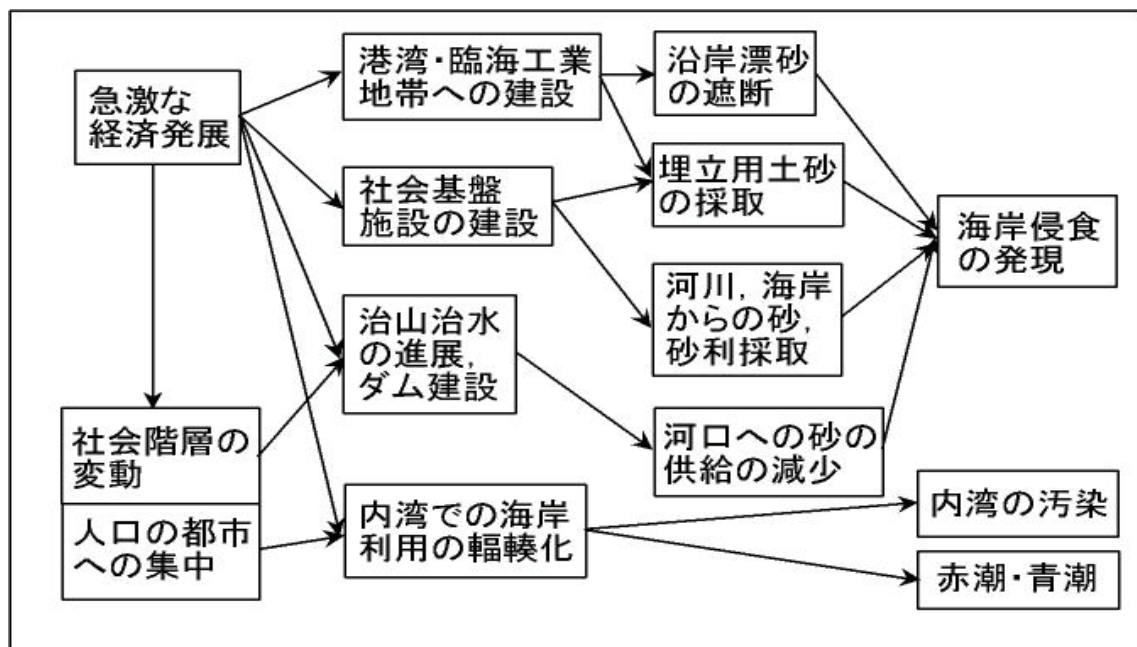 急激な
経済発展
港湾・臨海工業
地帯への建設
沿岸漂砂
の遮断
社会基盤
施設の建設
埋立用土砂
の採取
海岸侵食
の発現
河川, 海岸
からの砂,
砂利採取
治山治水
の進展,
ダム建設
社会階層の
変動
人口の都市
への集中
河口への砂の
供給の減少
内湾での海岸
利用の輻輳化
内湾の汚染
赤潮・青潮